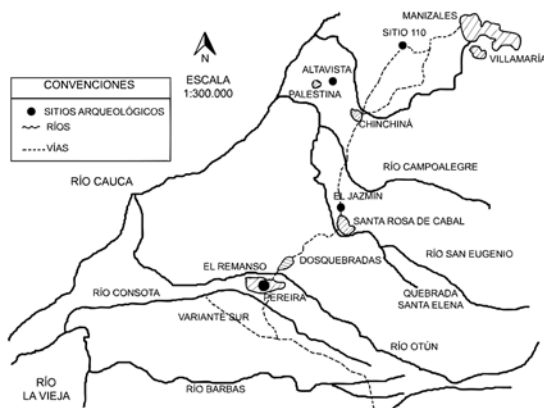 MANIZALES
SITIO 110
VILLAMARÍA
N
ESCALA
1:300.000
ALTAVISTA
PALESTINA
CONVENCIONES
SITIOS ARQUEOLÓGICOS
RÍOS
VÍAS
CHINCHINÁ
RÍO CAMPOALEGRE
RÍO CAUCA
EL JAZMÍN
SANTA ROSA DE CABAL
RÍO SAN EUGENIO
EL REMANSO
DOSQUEBRADAS
QUEBRADA
SANTA ELENA
RÍO CONSOTA
PEREIRA
VARIANTE SUR
RÍO OTÚN
RÍO
LA VIEJA
RÍO BARBAS